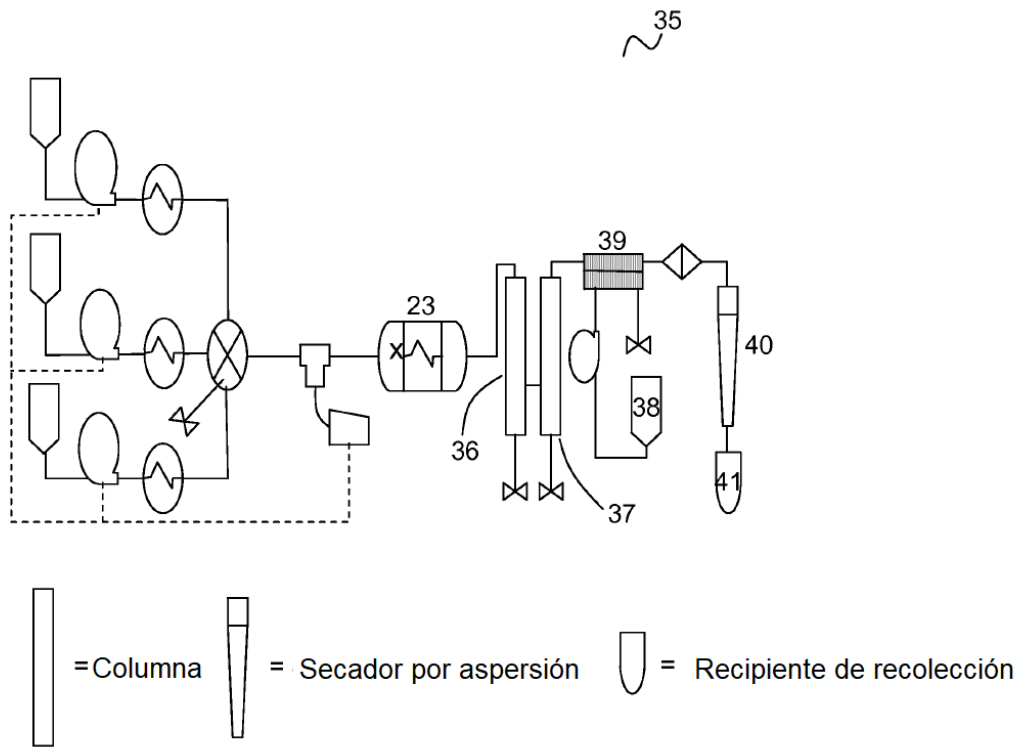 35
39
23
40
38
36
41
37
=Columna
= Secador por aspersión
= Recipiente de recolección